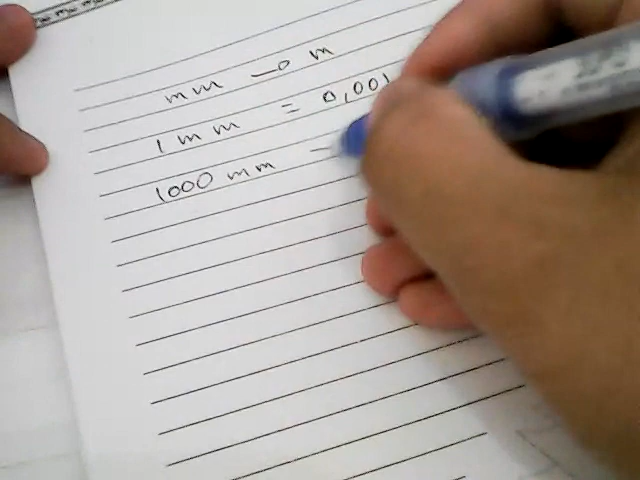 mm → m
1 mm = 0,001
1000 mm